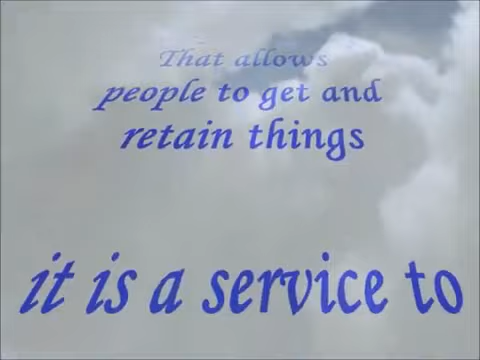 That allows
people to get and
retain things
it is a service to